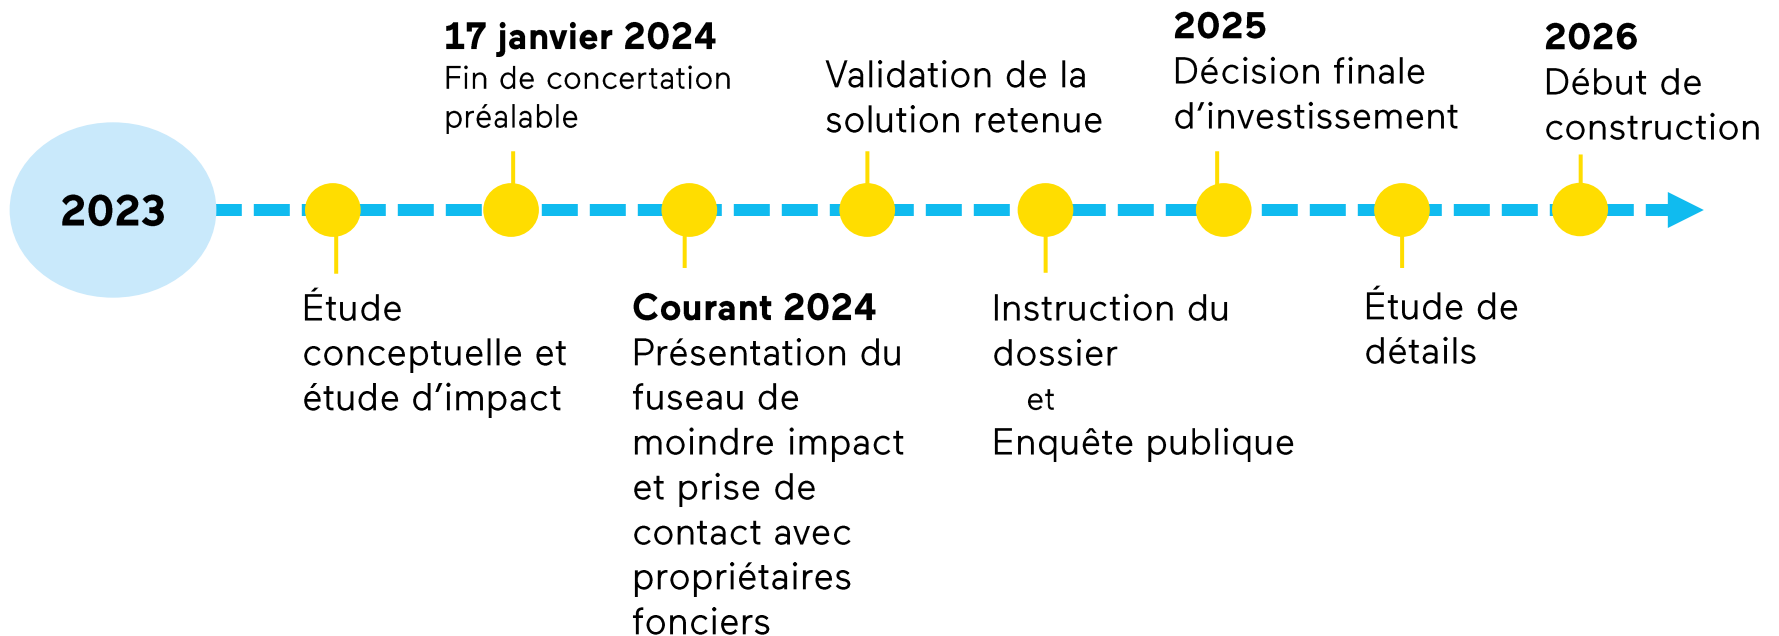 2023
Étude
conceptuelle et
étude d’impact
17 janvier 2024
Fin de concertation
préalable
Courant 2024
Présentation du
fuseau de
moindre impact
et prise de
contact avec
propriétaires
fonciers
Validation de la
solution retenue
Instruction du
dossier
et
Enquête publique
2025
Décision finale
d’investissement
Étude de
détails
2026
Début de
construction